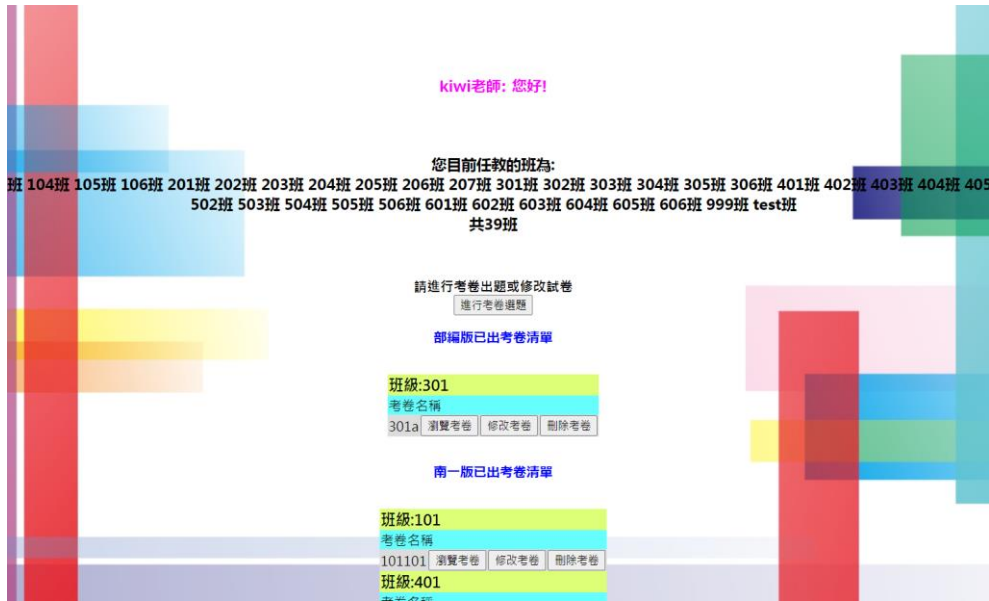 kiwi老師: 您好!
您目前任教的班為:
班 104班 105班 106班 201班 202班 203班 204班 205班 206班 207班 301班 302班 303班 304班 305班 306班 401班 402班 403班 404班 405
502班 503班 504班 505班 506班 601班 602班 603班 604班 605班 606班 999班 test班
共39班
請進行考卷出題或修改試卷
進行考卷選題
部編版已出考卷清單
班級:301
考卷名稱
301a 瀏覽考卷 修改考卷 刪除考卷
南一版已出考卷清單
班級:101
考卷名稱
101101 瀏覽考卷 修改考卷 刪除考卷
班級:401
考卷名稱